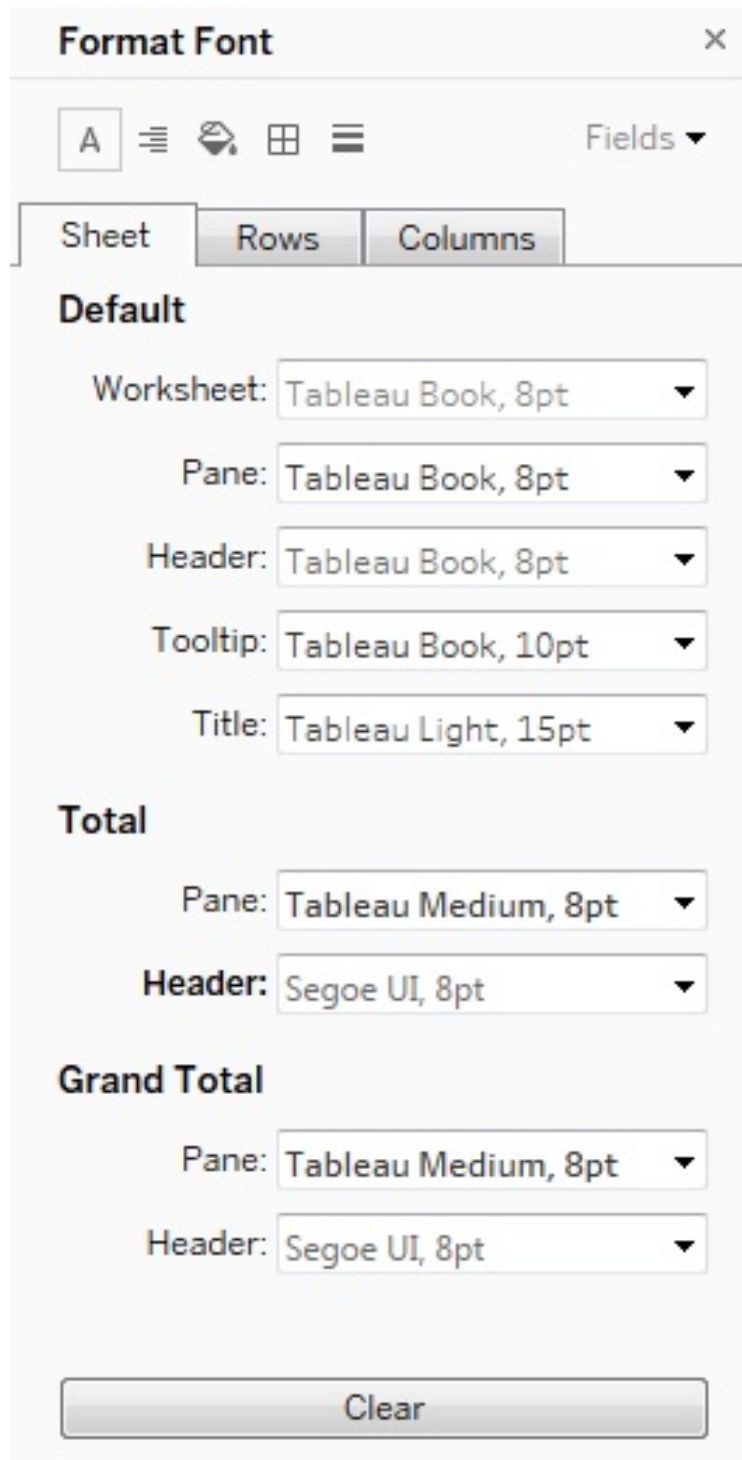 Format Font
A Fields
Sheet Rows Columns
Default
Worksheet: Tableau Book, 8pt
Pane: Tableau Book, 8pt
Header: Tableau Book, 8pt
Tooltip: Tableau Book, 10pt
Title: Tableau Light, 15pt
Total
Pane: Tableau Medium, 8pt
Header: Segoe UI, 8pt
Grand Total
Pane: Tableau Medium, 8pt
Header: Segoe UI, 8pt
Clear